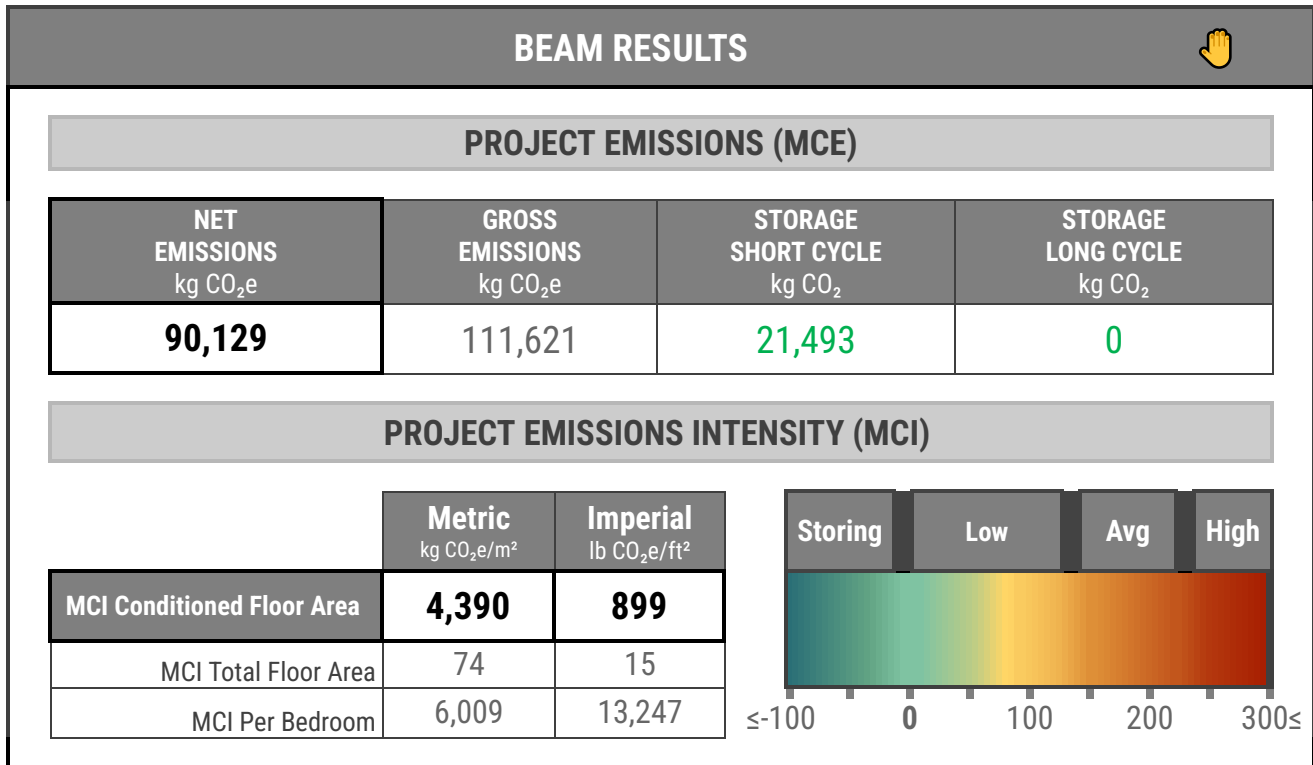 BEAM RESULTS
PROJECT EMISSIONS (MCE)
NET
EMISSIONS
kg CO₂e
GROSS
EMISSIONS
kg CO₂e
STORAGE
SHORT CYCLE
kg CO₂
STORAGE
LONG CYCLE
kg CO₂
90,129
111,621
21,493
0
PROJECT EMISSIONS INTENSITY (MCI)
Metric
kg CO₂e/m²
Imperial
lb CO₂e/ft²
MCI Conditioned Floor Area
4,390
899
MCI Total Floor Area
74
15
MCI Per Bedroom
6,009
13,247
Storing
Low
Avg
High
≤-100
0
100
200
300≤